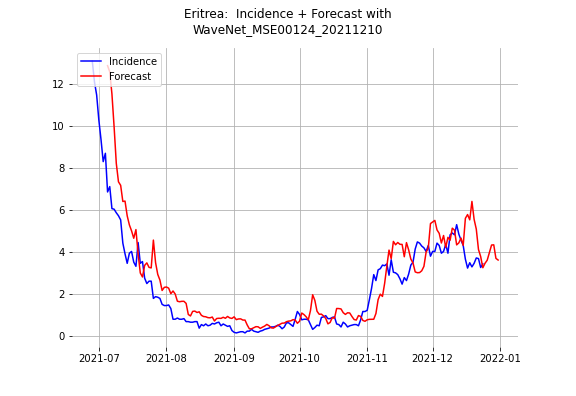 Eritrea:  Incidence + Forecast with
WaveNet_MSE00124_20211210
Incidence
Forecast
12
10
8
6
4
2
0
2021-07 2021-08 2021-09 2021-10 2021-11 2021-12 2022-01